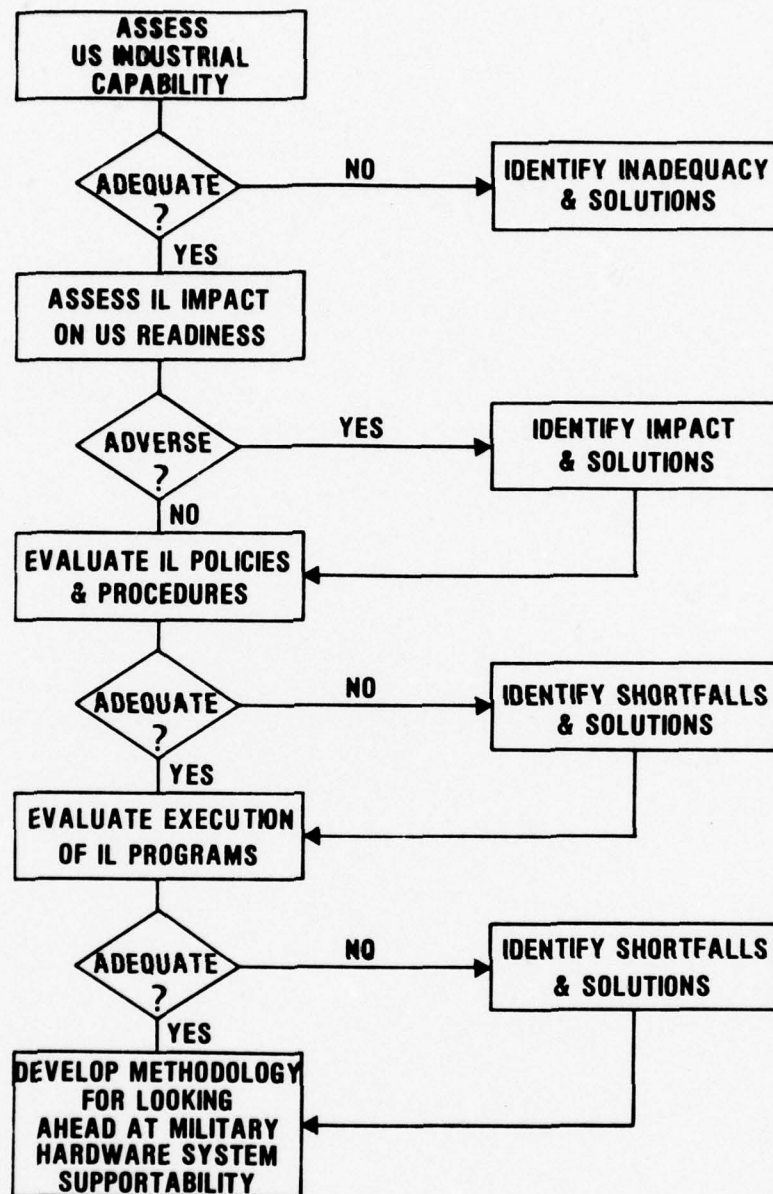 ASSESS
US INDUSTRIAL
CAPABILITY
ADEQUATE
?
NO
IDENTIFY INADEQUACY
& SOLUTIONS
YES
ASSESS IL IMPACT
ON US READINESS
ADVERSE
?
YES
IDENTIFY IMPACT
& SOLUTIONS
NO
EVALUATE IL POLICIES
& PROCEDURES
ADEQUATE
?
NO
IDENTIFY SHORTFALLS
& SOLUTIONS
YES
EVALUATE EXECUTION
OF IL PROGRAMS
ADEQUATE
?
NO
IDENTIFY SHORTFALLS
& SOLUTIONS
YES
DEVELOP METHODOLOGY
FOR LOOKING
AHEAD AT MILITARY
HARDWARE SYSTEM
SUPPORTABILITY